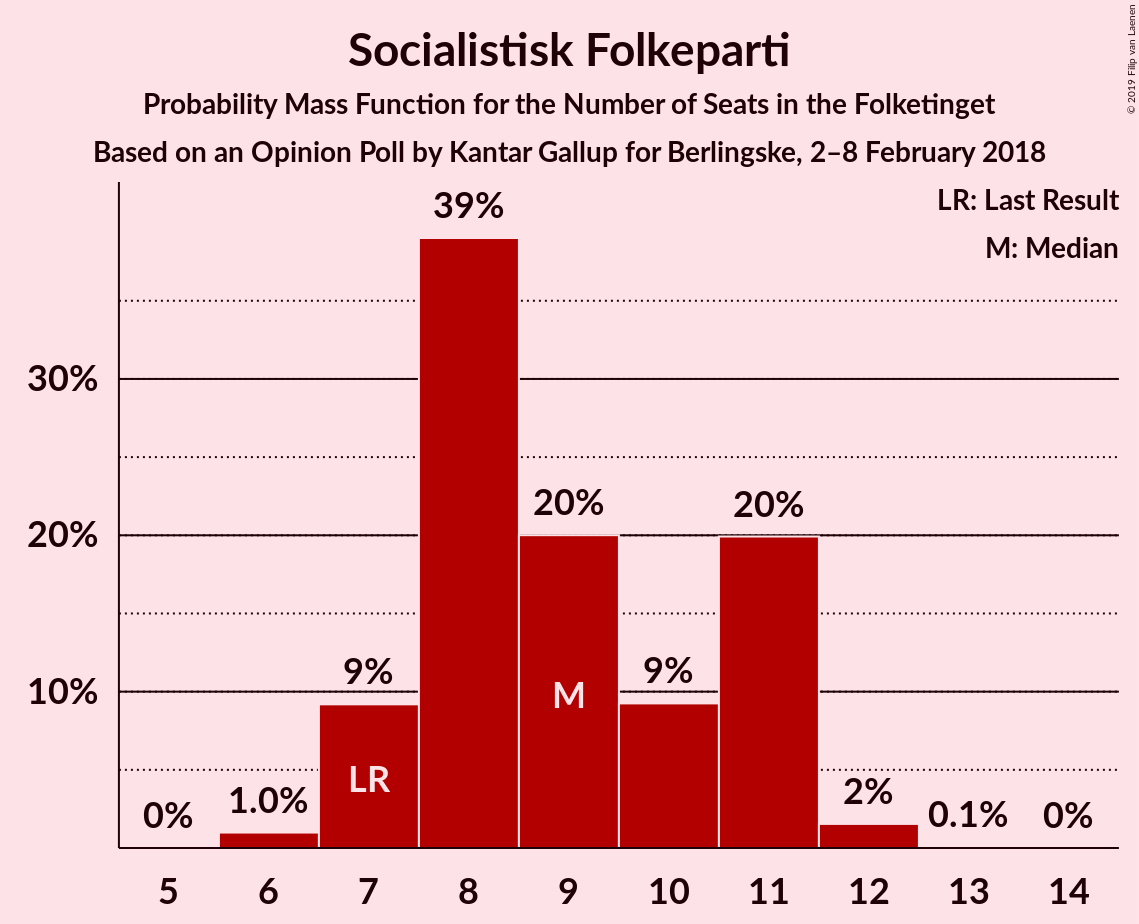 Socialistisk Folkeparti
Probability Mass Function for the Number of Seats in the Folketinget
Based on an Opinion Poll by Kantar Gallup for Berlingske, 2–8 February 2018
© 2019 Filip van Laenen
LR: Last Result
M: Median
39%
30%
20%
20%
20%
10%
9%
9%
M
LR
0%
1.0%
2%
0.1%
0%
5 6 7 8 9 10 11 12 13 14